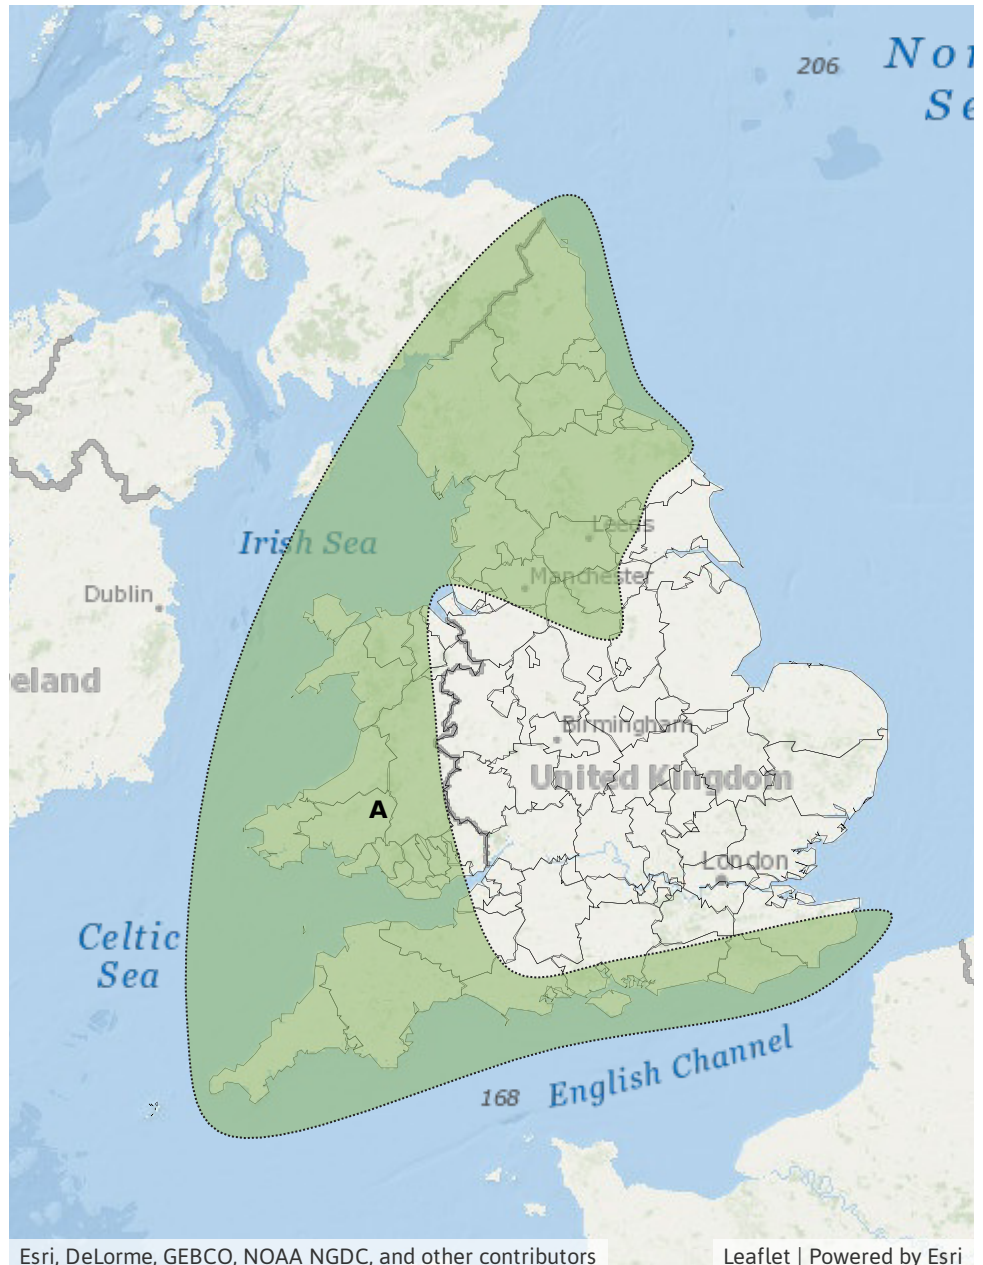 206
Nor
Se
Leeds
Irish Sea
Manchester
Dublin
eland
Birmingham
United Kingdom
A
London
Celtic
Sea
English Channel
168
Esri, DeLorme, GEBCO, NOAA NGDC, and other contributors
Leaflet | Powered by Esri